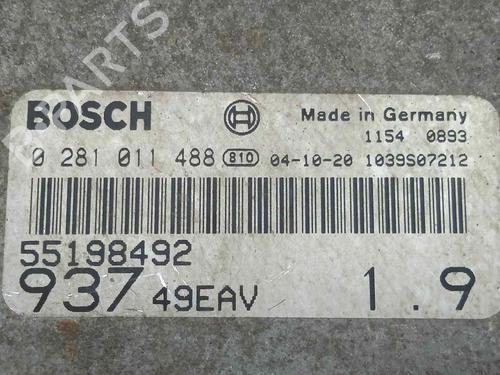 B PARTS
BOSCH Made in Germany
1154 0893
0 281 011 488 810 04-10-20 1039S07212
55198492
937 49EAV 1.9